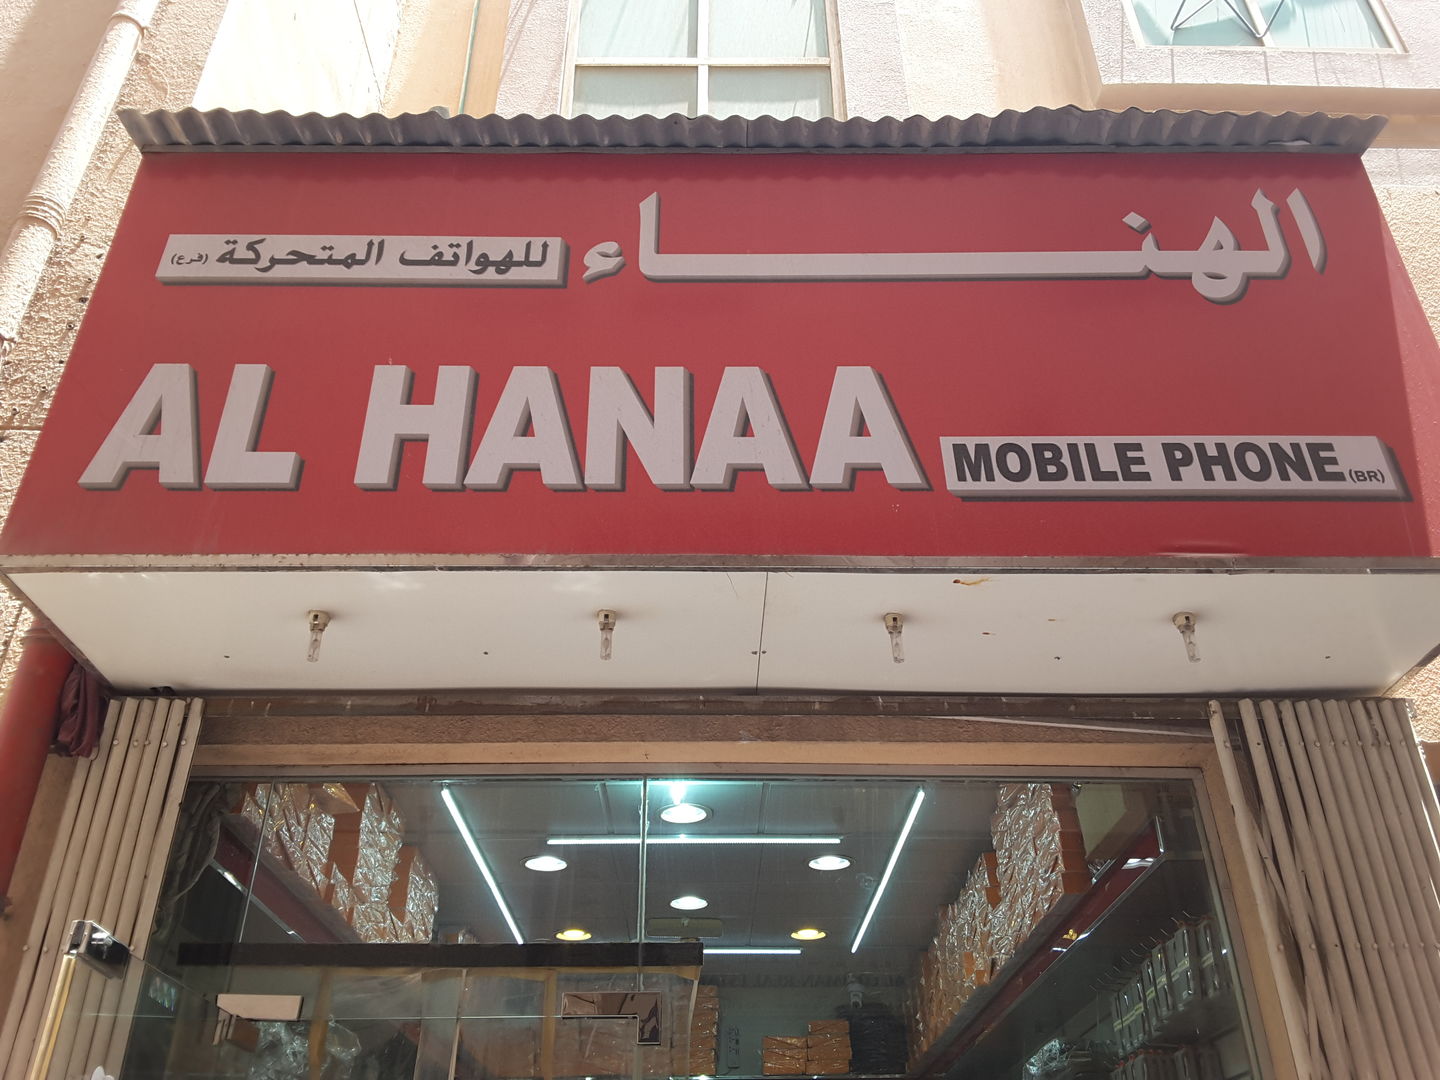 الهناء للهواتف المتحركة (فرع)
AL HANAA MOBILE PHONE (BR)